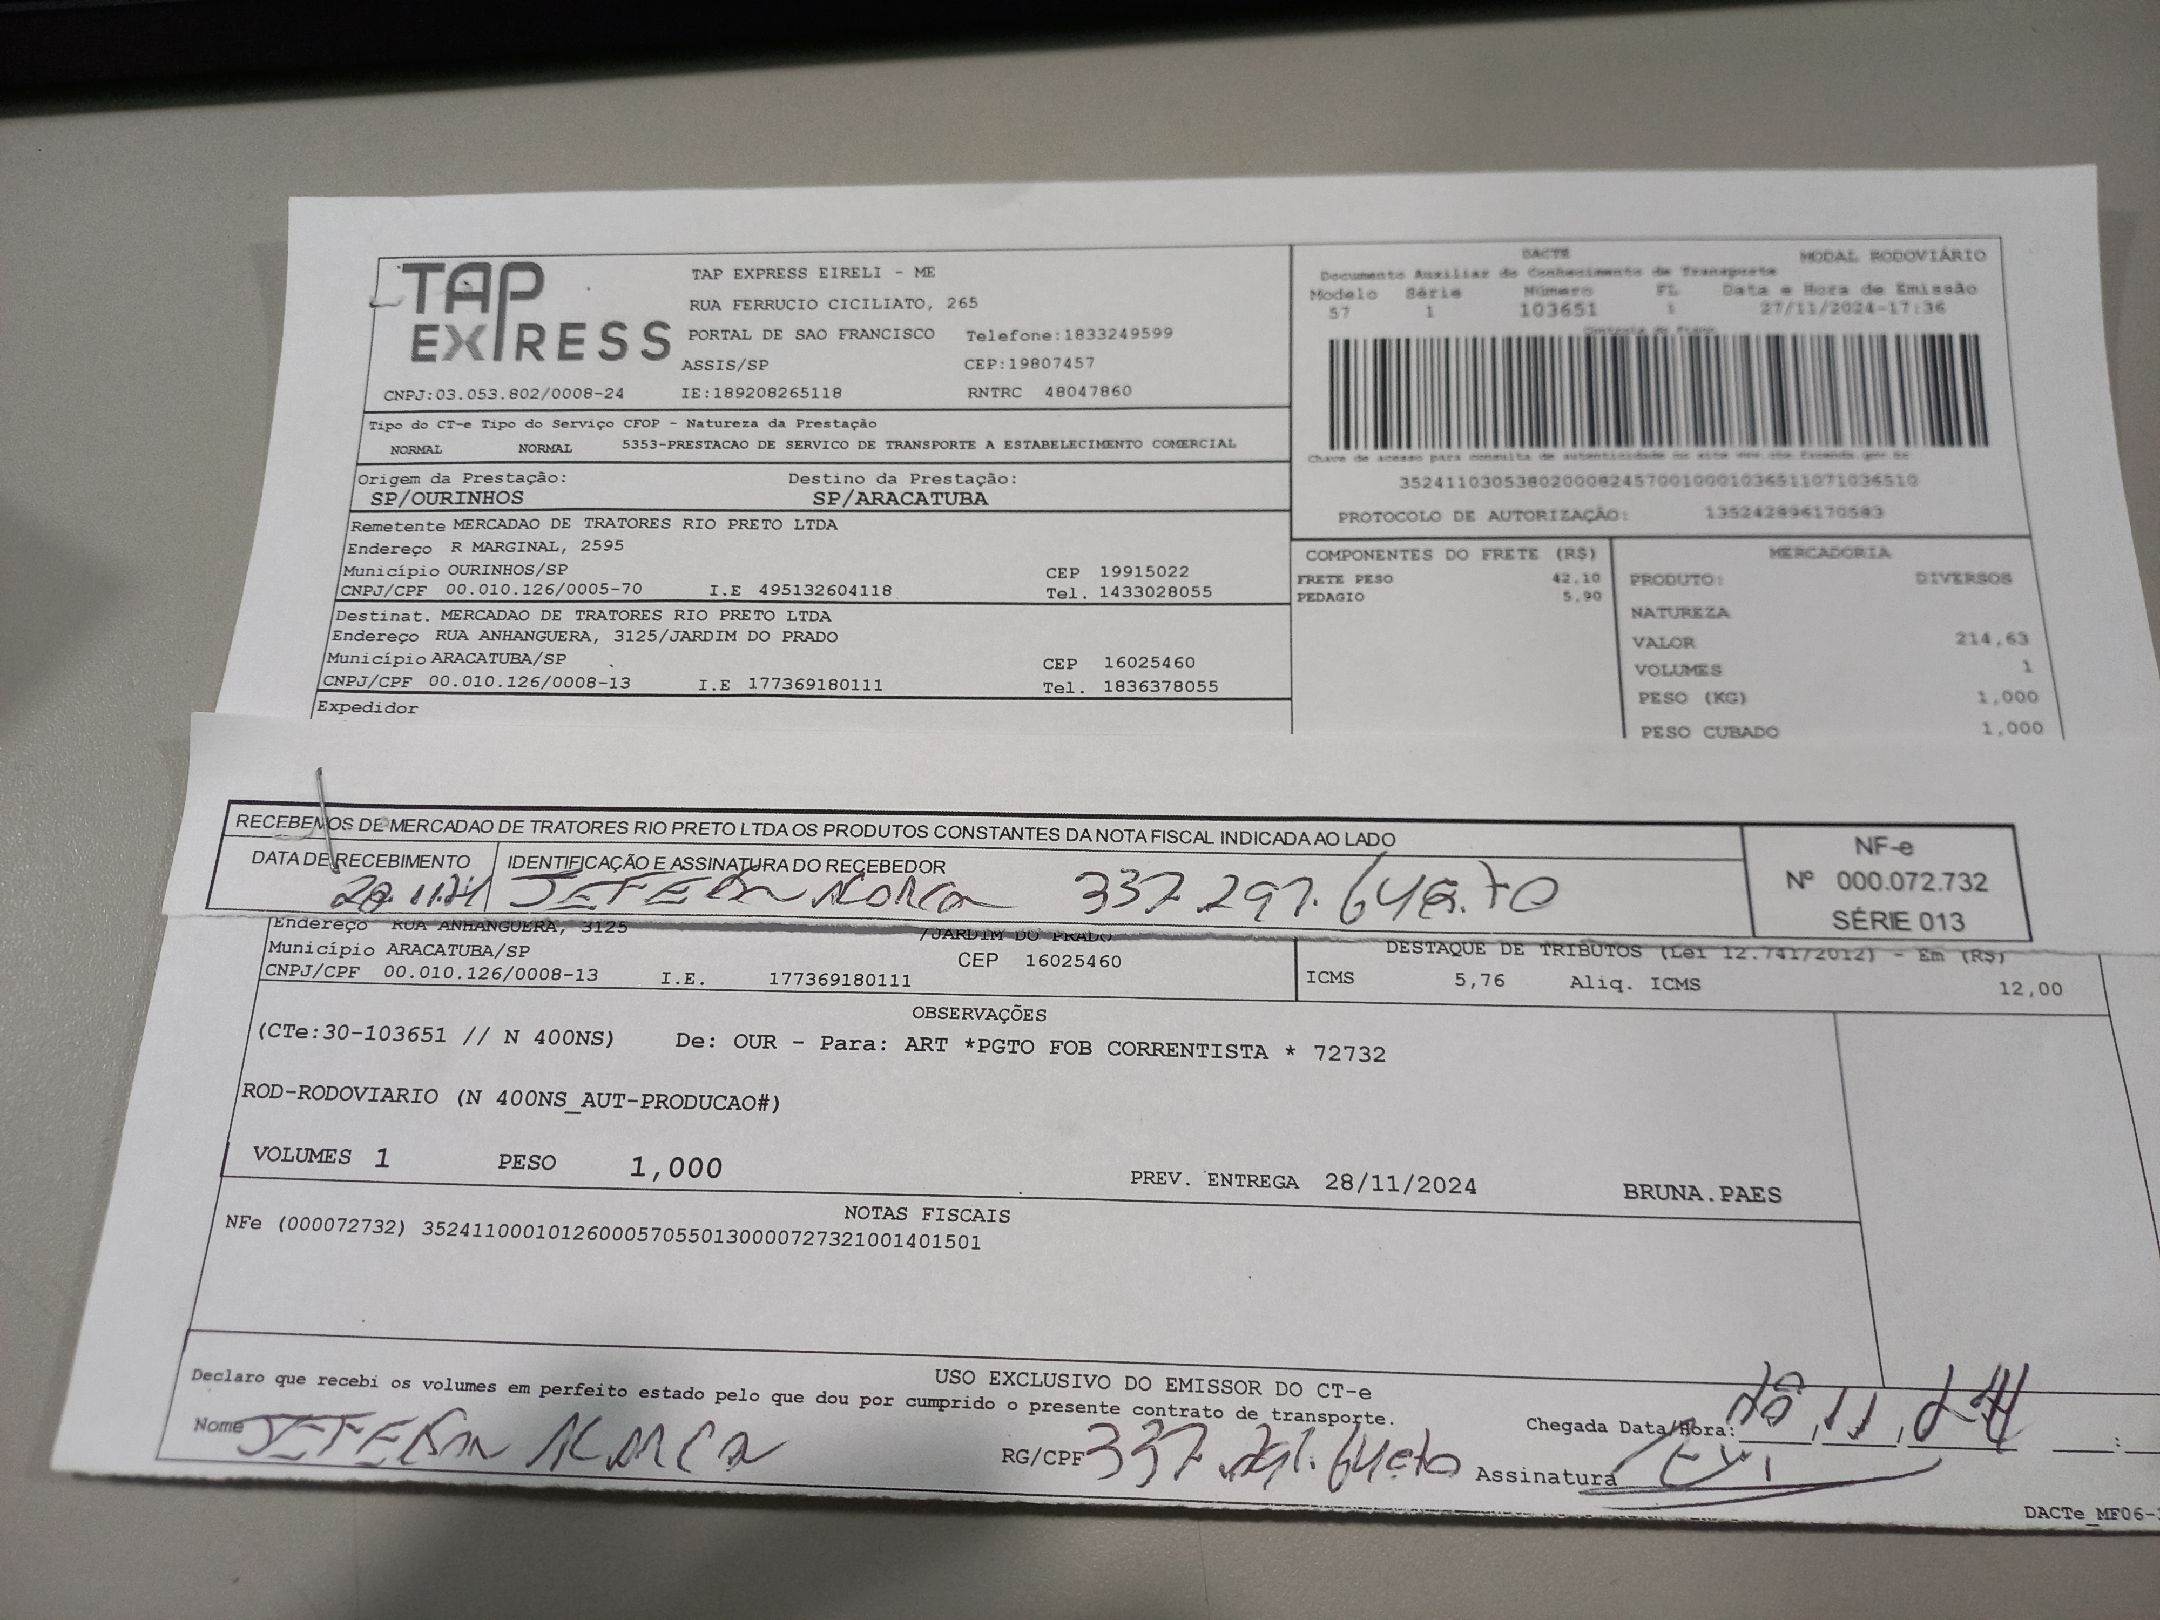 TAP
EXPRESS
TAP EXPRESS EIRELI - ME
RUA FERRUCIO CICILIATO, 265
PORTAL DE SAO FRANCISCO Telefone:1833249599
ASSIS/SP CEP:19807457
CNPJ:03.053.802/0008-24 IE:189208265118 RNTRC 48047860
DACTE MODAL RODOVIÁRIO
Documento Auxiliar do Conhecimento de Transporte
Modelo Série Número FL Data e Hora de Emissão
57 1 103651 1 27/11/2024-17:36
Chave de acesso para consulta de autenticidade no site
35241103053802000824570010001036511071036510
PROTOCOLO DE AUTORIZAÇÃO: 135242896170583
Tipo do CT-e Tipo do Serviço CFOP - Natureza da Prestação
NORMAL NORMAL 5353-PRESTACAO DE SERVICO DE TRANSPORTE A ESTABELECIMENTO COMERCIAL
Origem da Prestação: Destino da Prestação:
SP/OURINHOS SP/ARACATUBA
Remetente MERCADAO DE TRATORES RIO PRETO LTDA
Endereço R MARGINAL, 2595
Município OURINHOS/SP CEP 19915022
CNPJ/CPF 00.010.126/0005-70 I.E 495132604118 Tel. 1433028055
Destinat. MERCADAO DE TRATORES RIO PRETO LTDA
Endereço RUA ANHANGUERA, 3125/JARDIM DO PRADO
Município ARACATUBA/SP CEP 16025460
CNPJ/CPF 00.010.126/0008-13 I.E 177369180111 Tel. 1836378055
Expedidor
COMPONENTES DO FRETE (R$)
FRETE PESO 42,10
PEDAGIO 5,90
MERCADORIA
PRODUTO: DIVERSOS
NATUREZA
VALOR 214,63
VOLUMES 1
PESO (KG) 1,000
PESO CUBADO 1,000
RECEBEMOS DE MERCADAO DE TRATORES RIO PRETO LTDA OS PRODUTOS CONSTANTES DA NOTA FISCAL INDICADA AO LADO
DATA DE RECEBIMENTO IDENTIFICAÇÃO E ASSINATURA DO RECEBEDOR
28.11.24
NF-e
Nº 000.072.732
SÉRIE 013
Endereço RUA ANHANGUERA, 3125 /JARDIM DO PRADO
Município ARACATUBA/SP CEP 16025460
CNPJ/CPF 00.010.126/0008-13 I.E. 177369180111
DESTAQUE DE TRIBUTOS (Lei 12.741/2012) - Em (R$)
ICMS 5,76 Aliq. ICMS 12,00
OBSERVAÇÕES
(CTe:30-103651 // N 400NS) De: OUR - Para: ART *PGTO FOB CORRENTISTA * 72732
ROD-RODOVIARIO (N 400NS_AUT-PRODUCAO#)
VOLUMES 1 PESO 1,000 PREV. ENTREGA 28/11/2024 BRUNA.PAES
NOTAS FISCAIS
NFe (000072732) 35241100010126000570550130000727321001401501
USO EXCLUSIVO DO EMISSOR DO CT-e
Declaro que recebi os volumes em perfeito estado pelo que dou por cumprido o presente contrato de transporte.
Chegada Data/Hora: 28.11.24 __:
Nome RG/CPF Assinatura
DACTe_MF06-